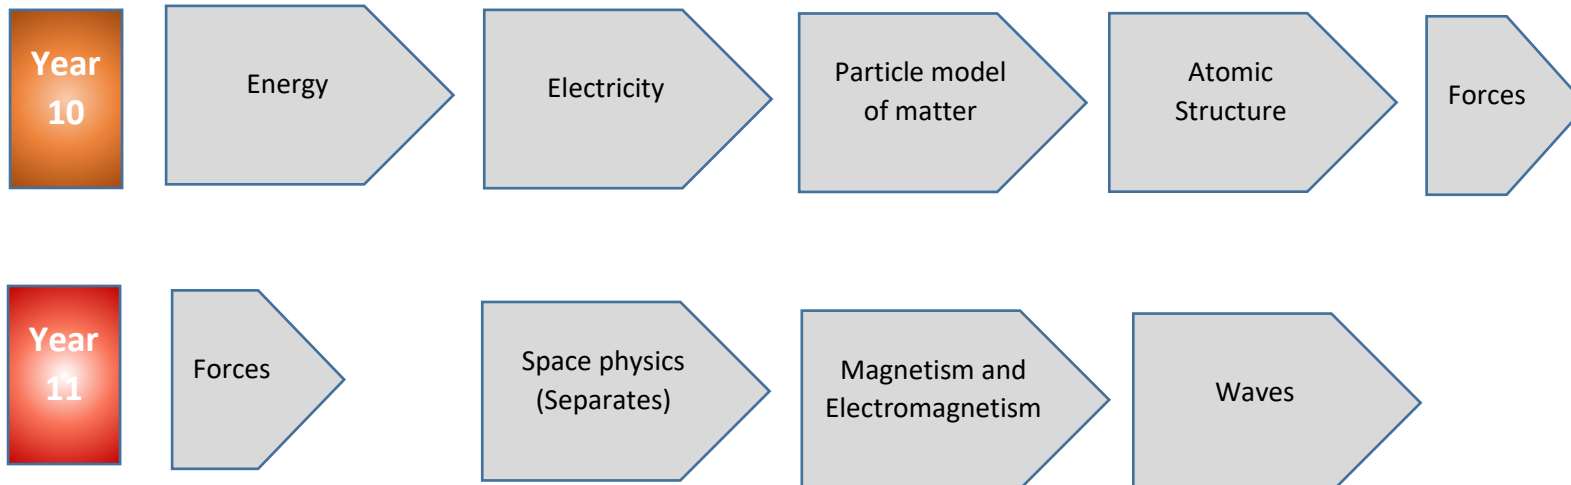 Year
10
Energy
Electricity
Particle model
of matter
Atomic
Structure
Forces
Year
11
Forces
Space physics
(Separates)
Magnetism and
Electromagnetism
Waves